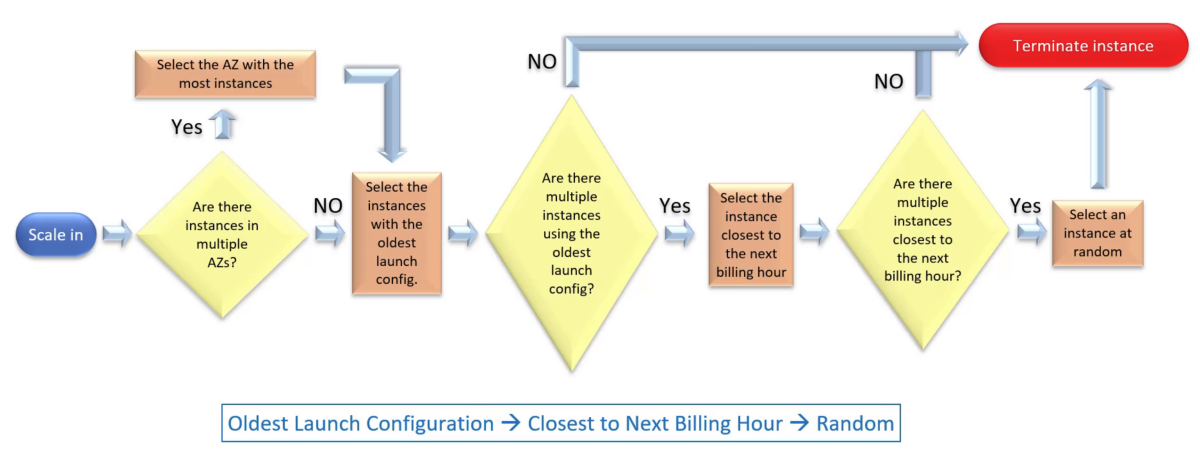 Scale in
Are there
instances in
multiple
AZs?
Yes
Select the AZ with the
most instances
NO
Select the
instances
with the
oldest
launch
config.
Are there
multiple
instances
using the
oldest
launch
config?
NO
Yes
Select the
instance
closest to
the next
billing hour
Are there
multiple
instances
closest to
the next
billing hour?
NO
Yes
Select an
instance at
random
Terminate instance
Oldest Launch Configuration → Closest to Next Billing Hour → Random